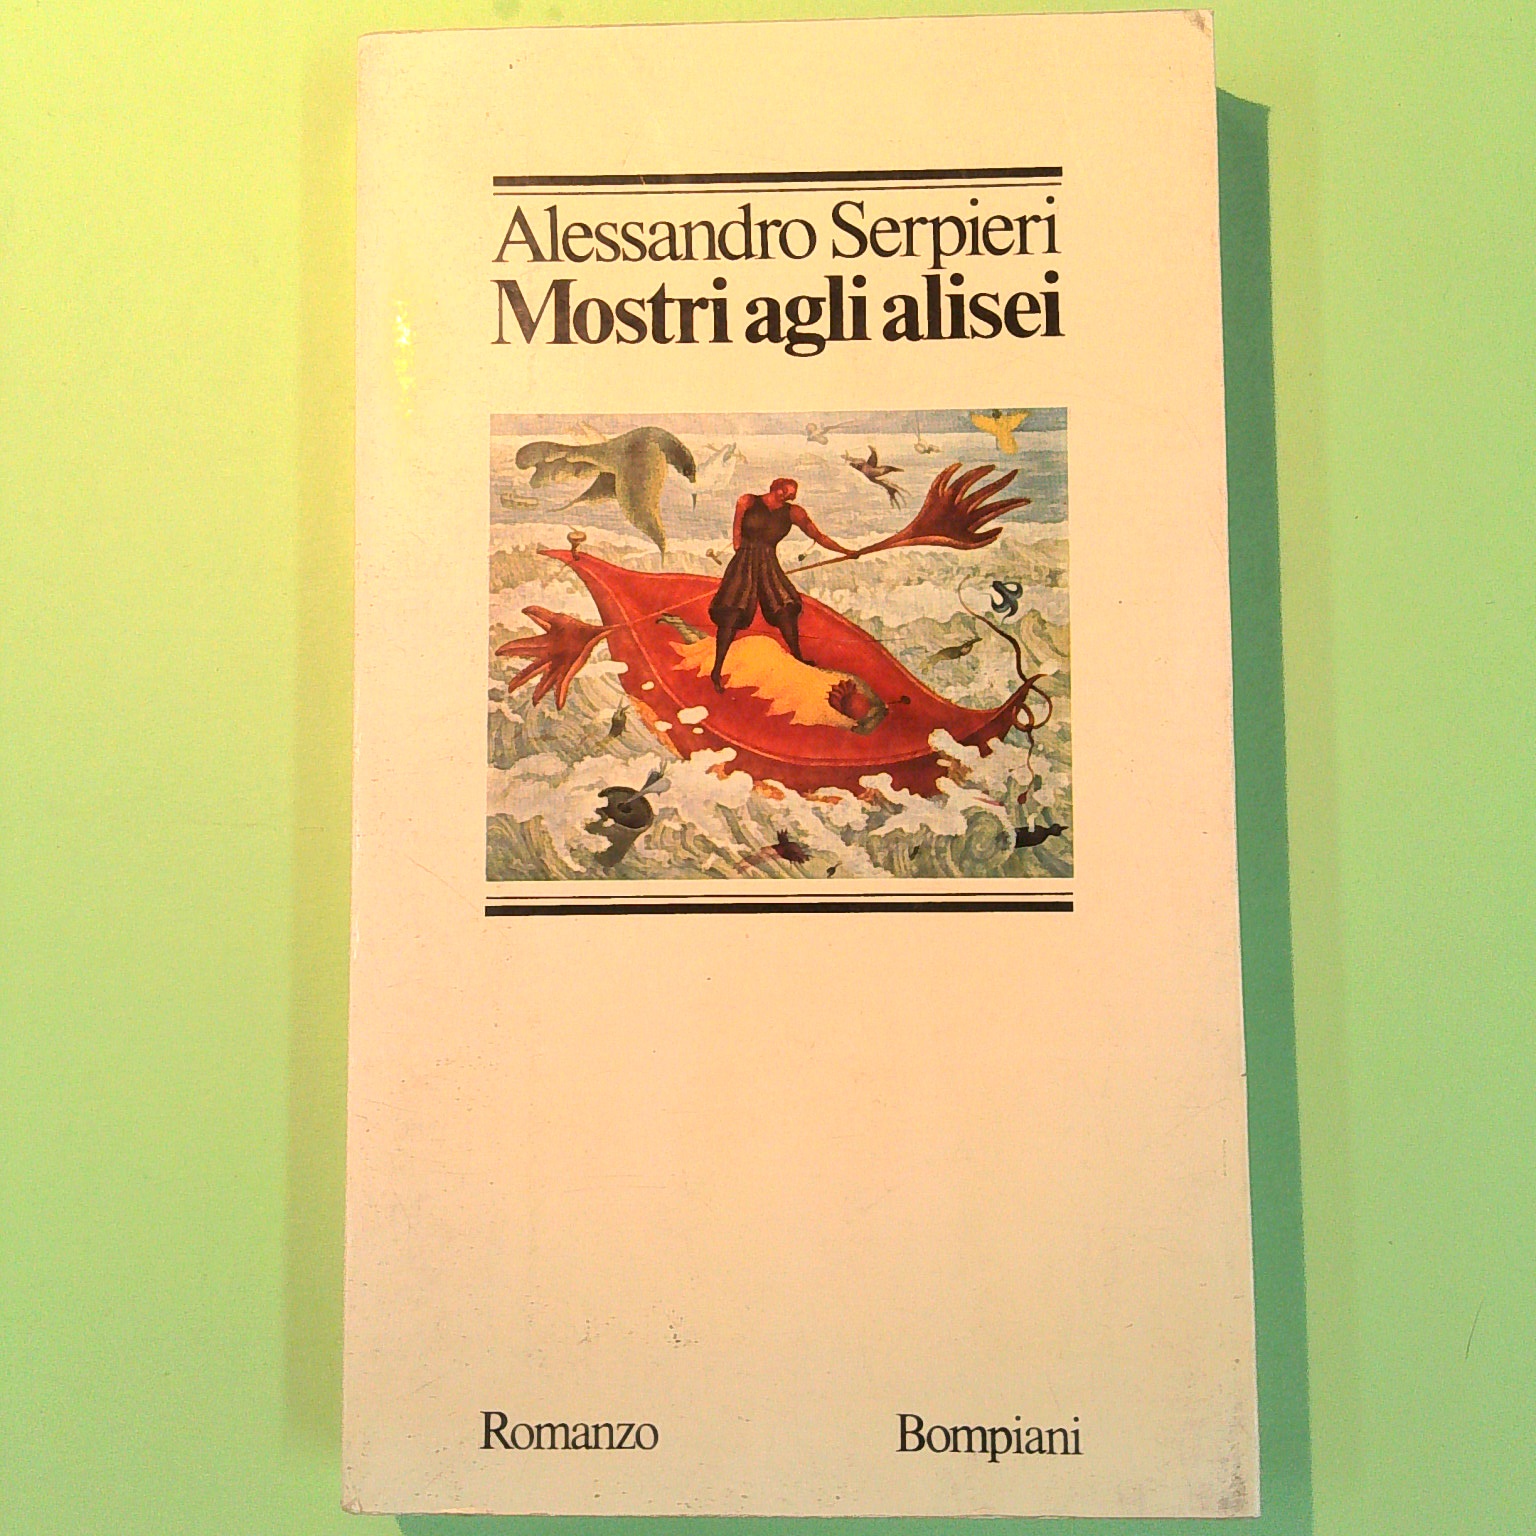 Alessandro Serpieri
Mostri agli alisei
Romanzo
Bompiani